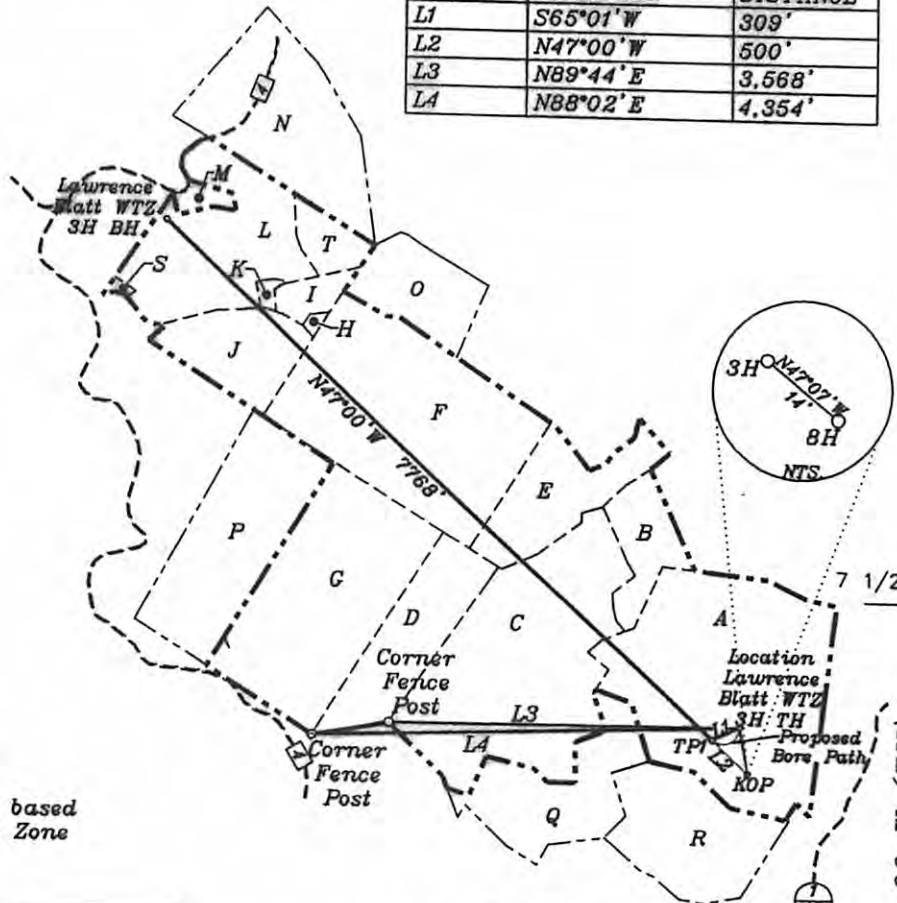 L1 S65°01'W 309'
L2 N47°00'W 500'
L3 N89°44'E 3,568'
L4 N88°02'E 4,354'
4
N
M
Lawrence
Blatt WTZ
3H BH
L
T
S
K
I
O
H
J
F
3H
N47°07'W
14'
8H
NTS.
N47°00'W 7768'
E
B
P
G
7 1/2
D
C
A
Corner
Fence
Post
Location
Lawrence
Blatt WTZ
3H TH
L3
L1
Proposed
Bore Path
L4
TP1
L2
4
Corner
Fence
Post
KOP
based
Zone
Q
R